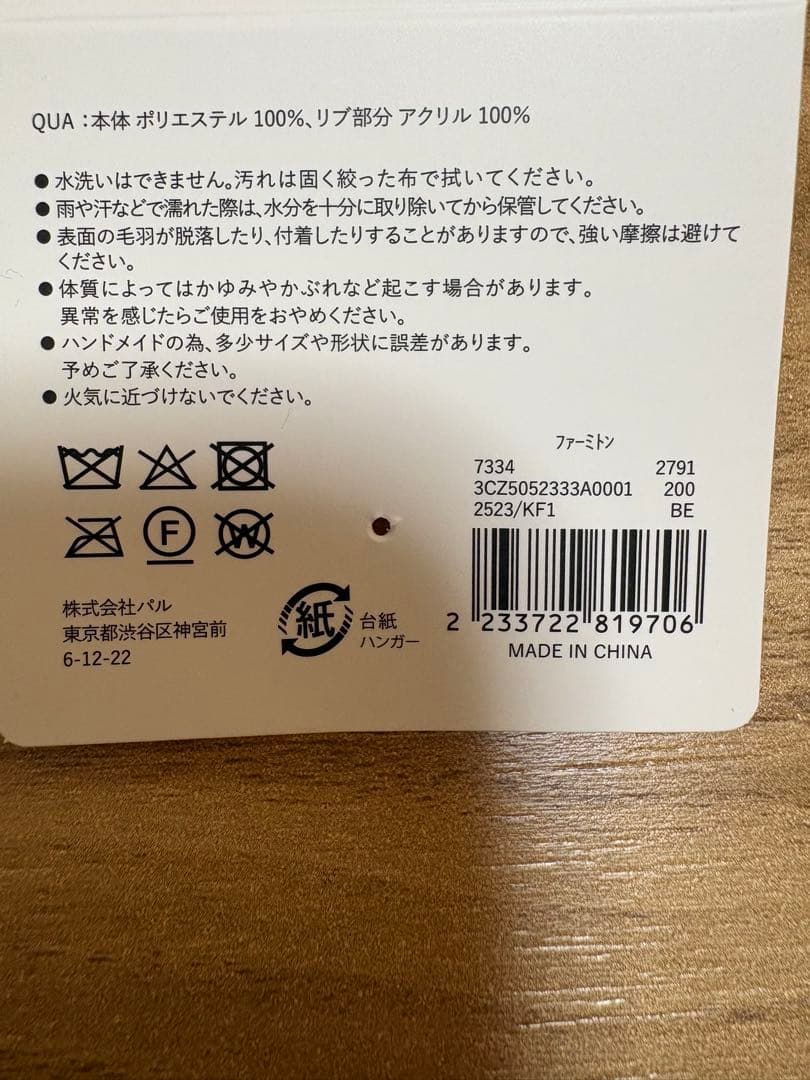 QUA：本体 ポリエステル 100%、リブ部分 アクリル 100%
● 水洗いはできません。汚れは固く絞った布で拭いてください。
● 雨や汗などで濡れた際は、水分を十分に取り除いてから保管してください。
● 表面の毛羽が脱落したり、付着したりすることがありますので、強い摩擦は避けて
ください。
● 体質によってはかゆみやかぶれなど起こす場合があります。
異常を感じたらご使用をおやめください。
● ハンドメイドの為、多少サイズや形状に誤差があります。
予めご了承ください。
● 火気に近づけないでください。
F
W
株式会社パル
東京都渋谷区神宮前
6-12-22
紙
台紙
ハンガー
ﾌｧｰﾐﾄﾝ
7334 2791
3CZ5052333A0001 200
2523/KF1 BE
2 233722 819706
MADE IN CHINA